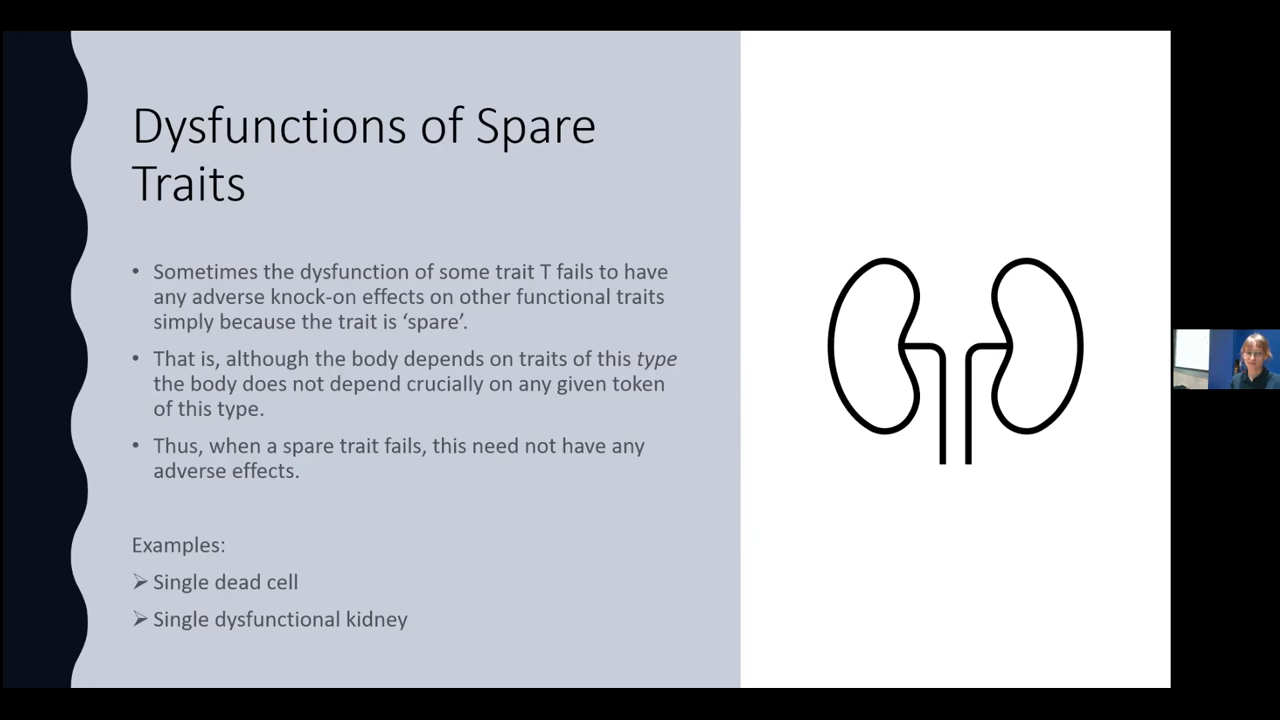 Dysfunctions of Spare
Traits
• Sometimes the dysfunction of some trait T fails to have
any adverse knock-on effects on other functional traits
simply because the trait is ‘spare’.
• That is, although the body depends on traits of this type
the body does not depend crucially on any given token
of this type.
• Thus, when a spare trait fails, this need not have any
adverse effects.
Examples:
➢ Single dead cell
➢ Single dysfunctional kidney